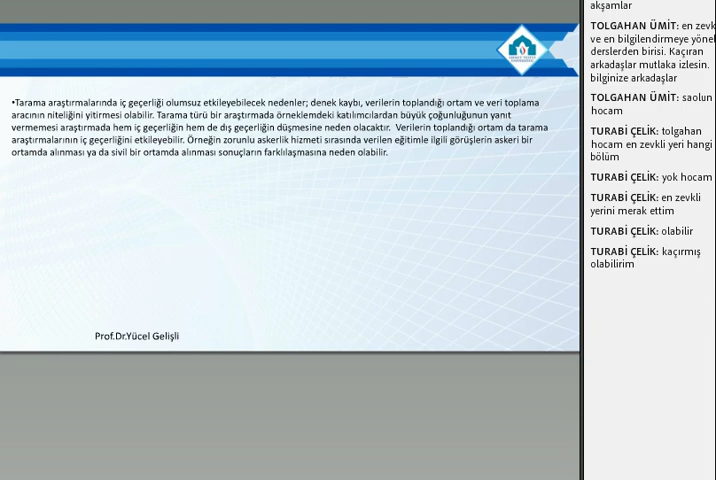 •Tarama araştırmalarında iç geçerliği olumsuz etkileyebilecek nedenler; denek kaybı, verilerin toplandığı ortam ve veri toplama
aracının niteliğini yitirmesi olabilir. Tarama türü bir araştırmada örneklemdeki katılımcılardan büyük çoğunluğunun yanıt
vermemesi araştırmada hem iç geçerliğin hem de dış geçerliğin düşmesine neden olacaktır.  Verilerin toplandığı ortam da tarama
araştırmalarının iç geçerliğini etkileyebilir. Örneğin zorunlu askerlik hizmeti sırasında verilen eğitimle ilgili görüşlerin askeri bir
ortamda alınması ya da sivil bir ortamda alınması sonuçların farklılaşmasına neden olabilir.
Prof.Dr.Yücel Gelişli
akşamlar
TOLGAHAN ÜMİT: en zevk
ve en bilgilendirmeye yönel
derslerden birisi. Kaçıran
arkadaşlar mutlaka izlesin.
bilginize arkadaşlar
TOLGAHAN ÜMİT: saolun
hocam
TURABİ ÇELİK: tolgahan
hocam en zevkli yeri hangi
bölüm
TURABİ ÇELİK: yok hocam
TURABİ ÇELİK: en zevkli
yerini merak ettim
TURABİ ÇELİK: olabilir
TURABİ ÇELİK: kaçırmış
olabilirim